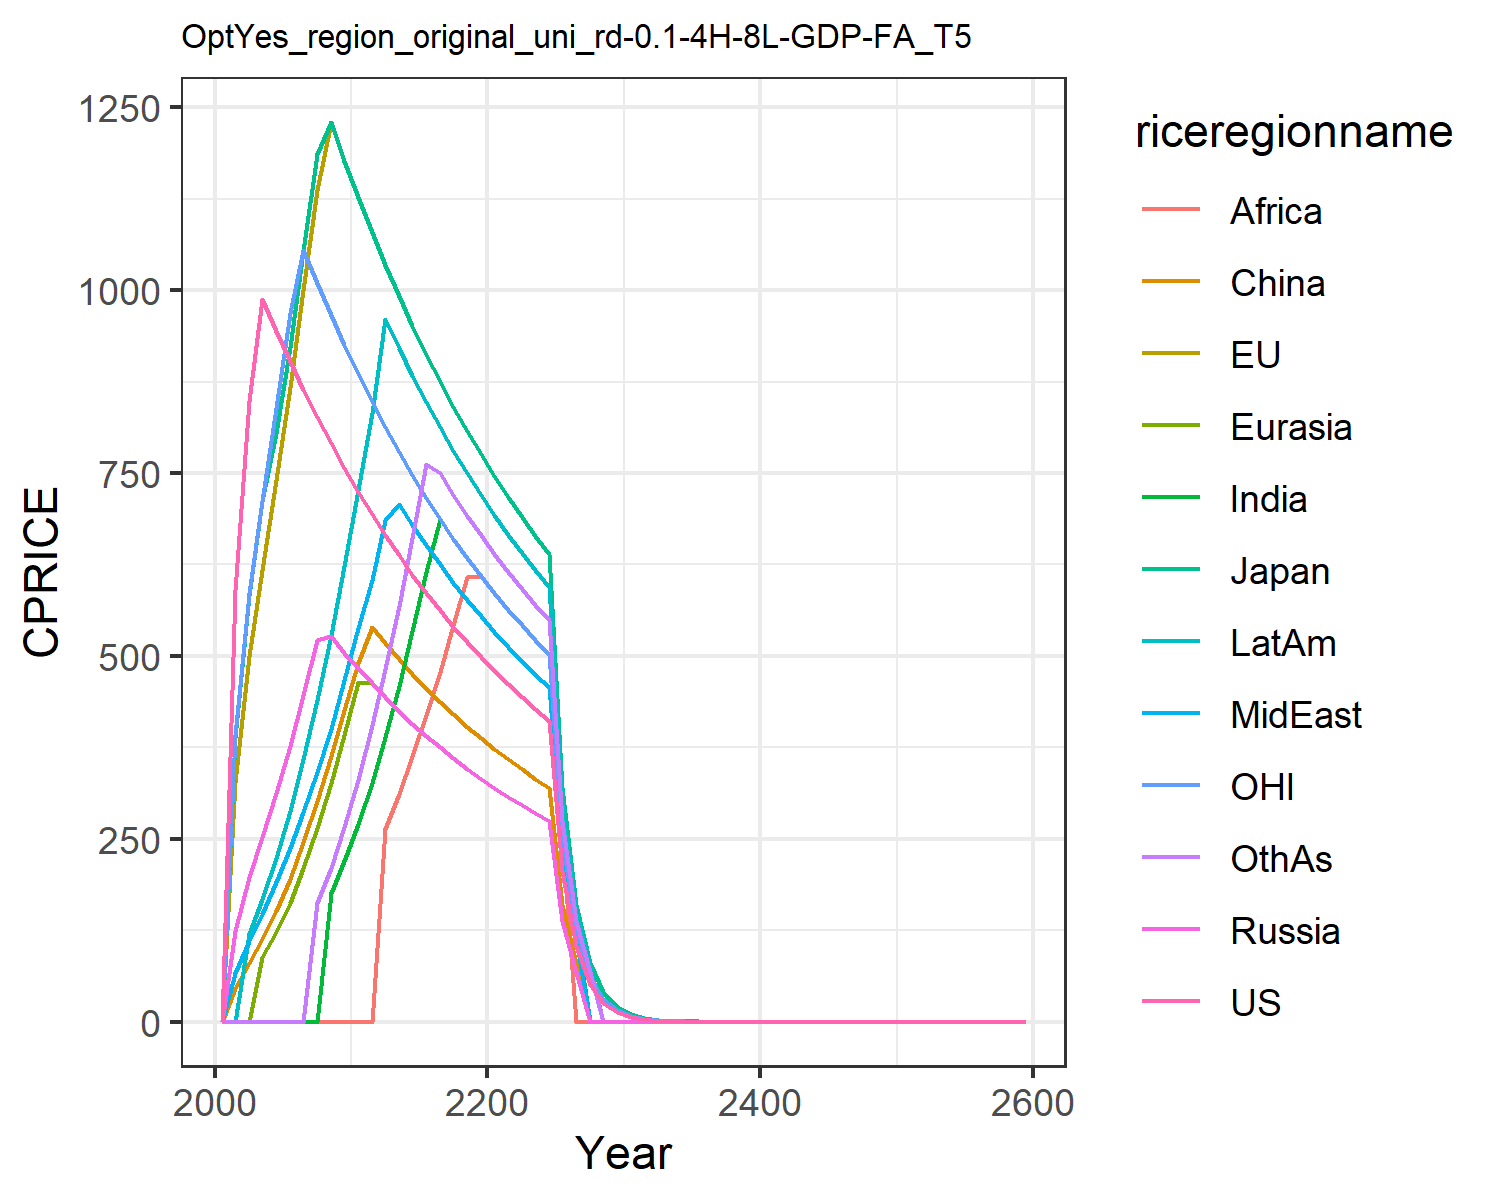 OptYes_region_original_uni_rd-0.1-4H-8L-GDP-FA_T5
1250
1000
750
500
250
0
CPRICE
2000 2200 2400 2600
Year
riceregionname
Africa
China
EU
Eurasia
India
Japan
LatAm
MidEast
OHI
OthAs
Russia
US